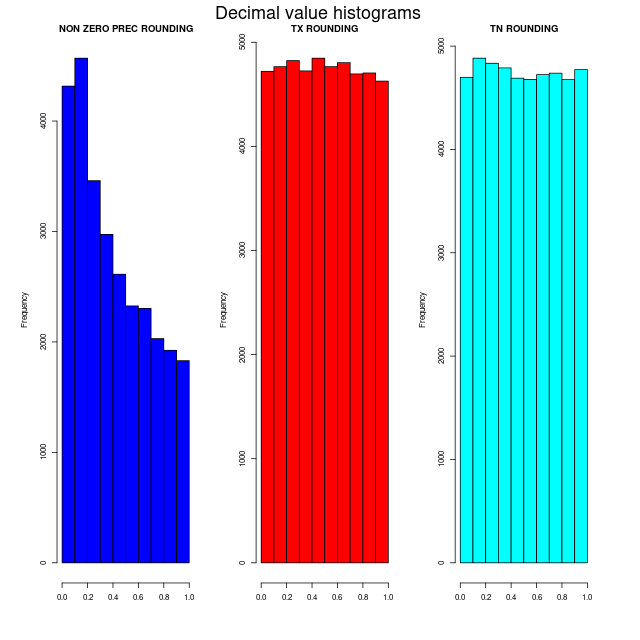 Decimal value histograms
NON ZERO PREC ROUNDING
TX ROUNDING
TN ROUNDING
Frequency
0
1000
2000
3000
4000
0.0 0.2 0.4 0.6 0.8 1.0
Frequency
0
1000
2000
3000
4000
5000
0.0 0.2 0.4 0.6 0.8 1.0
Frequency
0
1000
2000
3000
4000
5000
0.0 0.2 0.4 0.6 0.8 1.0